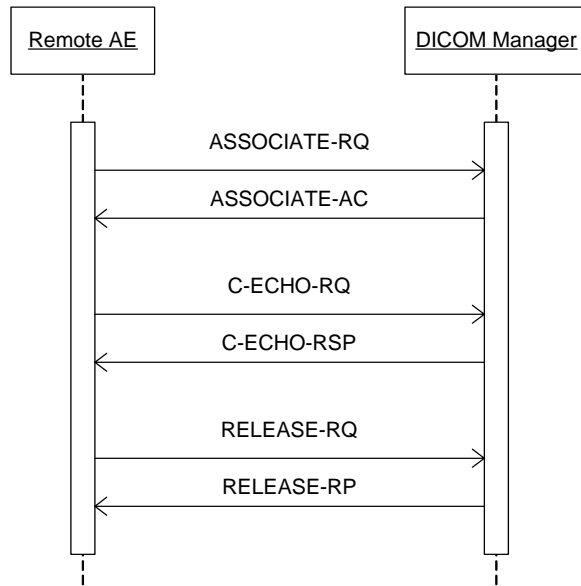 Remote AE
DICOM Manager
ASSOCIATE-RQ
ASSOCIATE-AC
C-ECHO-RQ
C-ECHO-RSP
RELEASE-RQ
RELEASE-RP